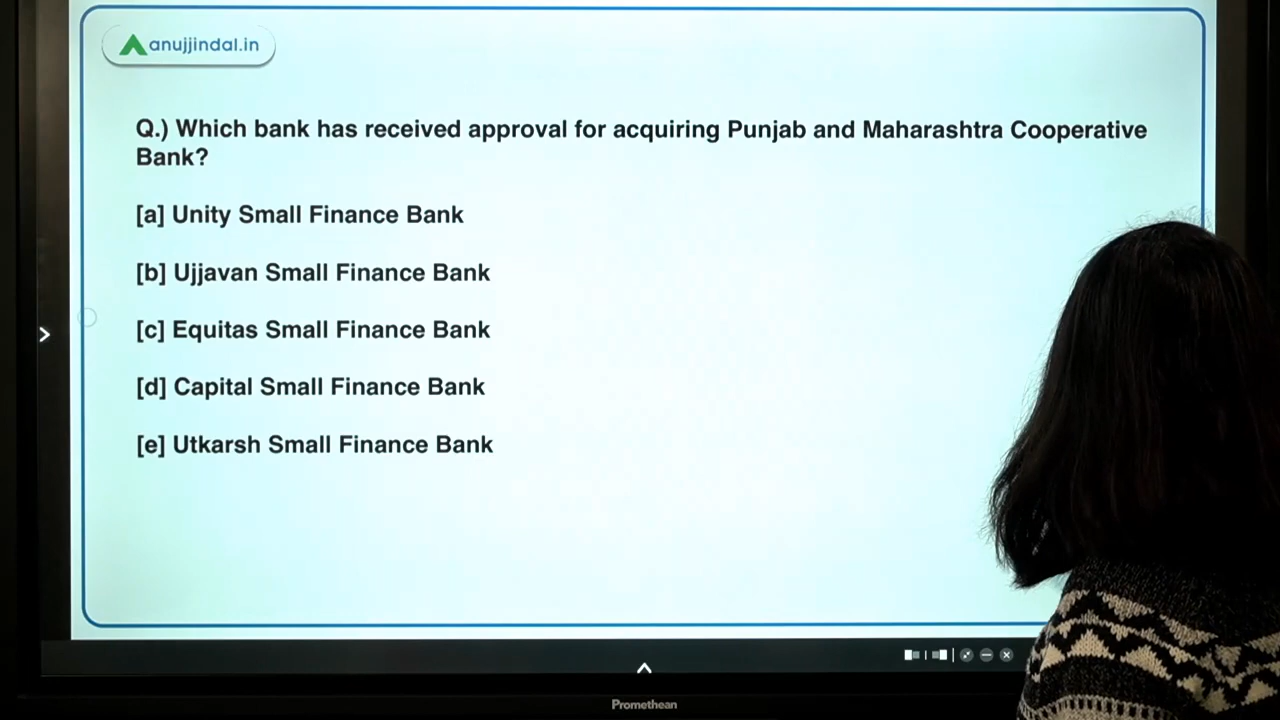 anujjindal.in
Q.) Which bank has received approval for acquiring Punjab and Maharashtra Cooperative
Bank?
[a] Unity Small Finance Bank
[b] Ujjavan Small Finance Bank
[c] Equitas Small Finance Bank
[d] Capital Small Finance Bank
[e] Utkarsh Small Finance Bank
Promethean